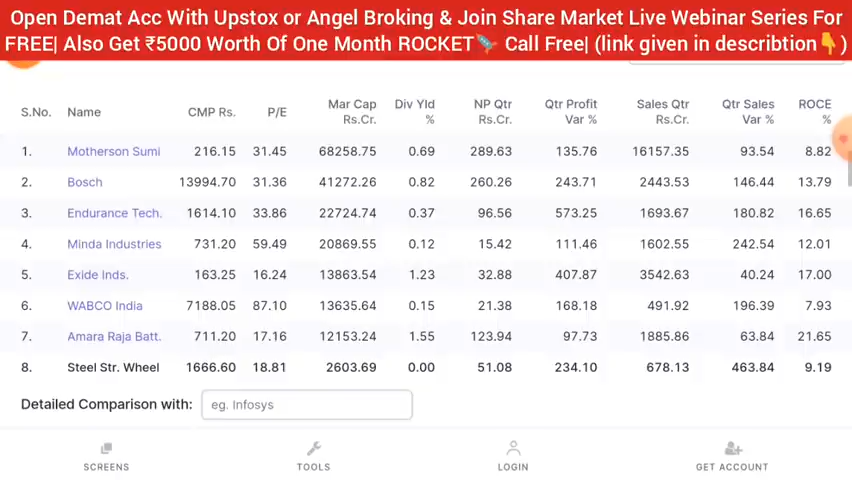 Open Demat Acc With Upstox or Angel Broking & Join Share Market Live Webinar Series For
FREE| Also Get ₹5000 Worth Of One Month ROCKET🚀 Call Free| (link given in describtion👇)
S.No. Name CMP Rs. P/E Mar Cap Rs.Cr. Div Yld % NP Qtr Rs.Cr. Qtr Profit Var % Sales Qtr Rs.Cr. Qtr Sales Var % ROCE %
1. Motherson Sumi 216.15 31.45 68258.75 0.69 289.63 135.76 16157.35 93.54 8.82
2. Bosch 13994.70 31.36 41272.26 0.82 260.26 243.71 2443.53 146.44 13.79
3. Endurance Tech. 1614.10 33.86 22724.74 0.37 96.56 573.25 1693.67 180.82 16.65
4. Minda Industries 731.20 59.49 20869.55 0.12 15.42 111.46 1602.55 242.54 12.01
5. Exide Inds. 163.25 16.24 13863.54 1.23 32.88 407.87 3542.63 40.24 17.00
6. WABCO India 7188.05 87.10 13635.64 0.15 21.38 168.18 491.92 196.39 7.93
7. Amara Raja Batt. 711.20 17.16 12153.24 1.55 123.94 97.73 1885.86 63.84 21.65
8. Steel Str. Wheel 1666.60 18.81 2603.69 0.00 51.08 234.10 678.13 463.84 9.19
Detailed Comparison with: eg. Infosys
SCREENS TOOLS LOGIN GET ACCOUNT